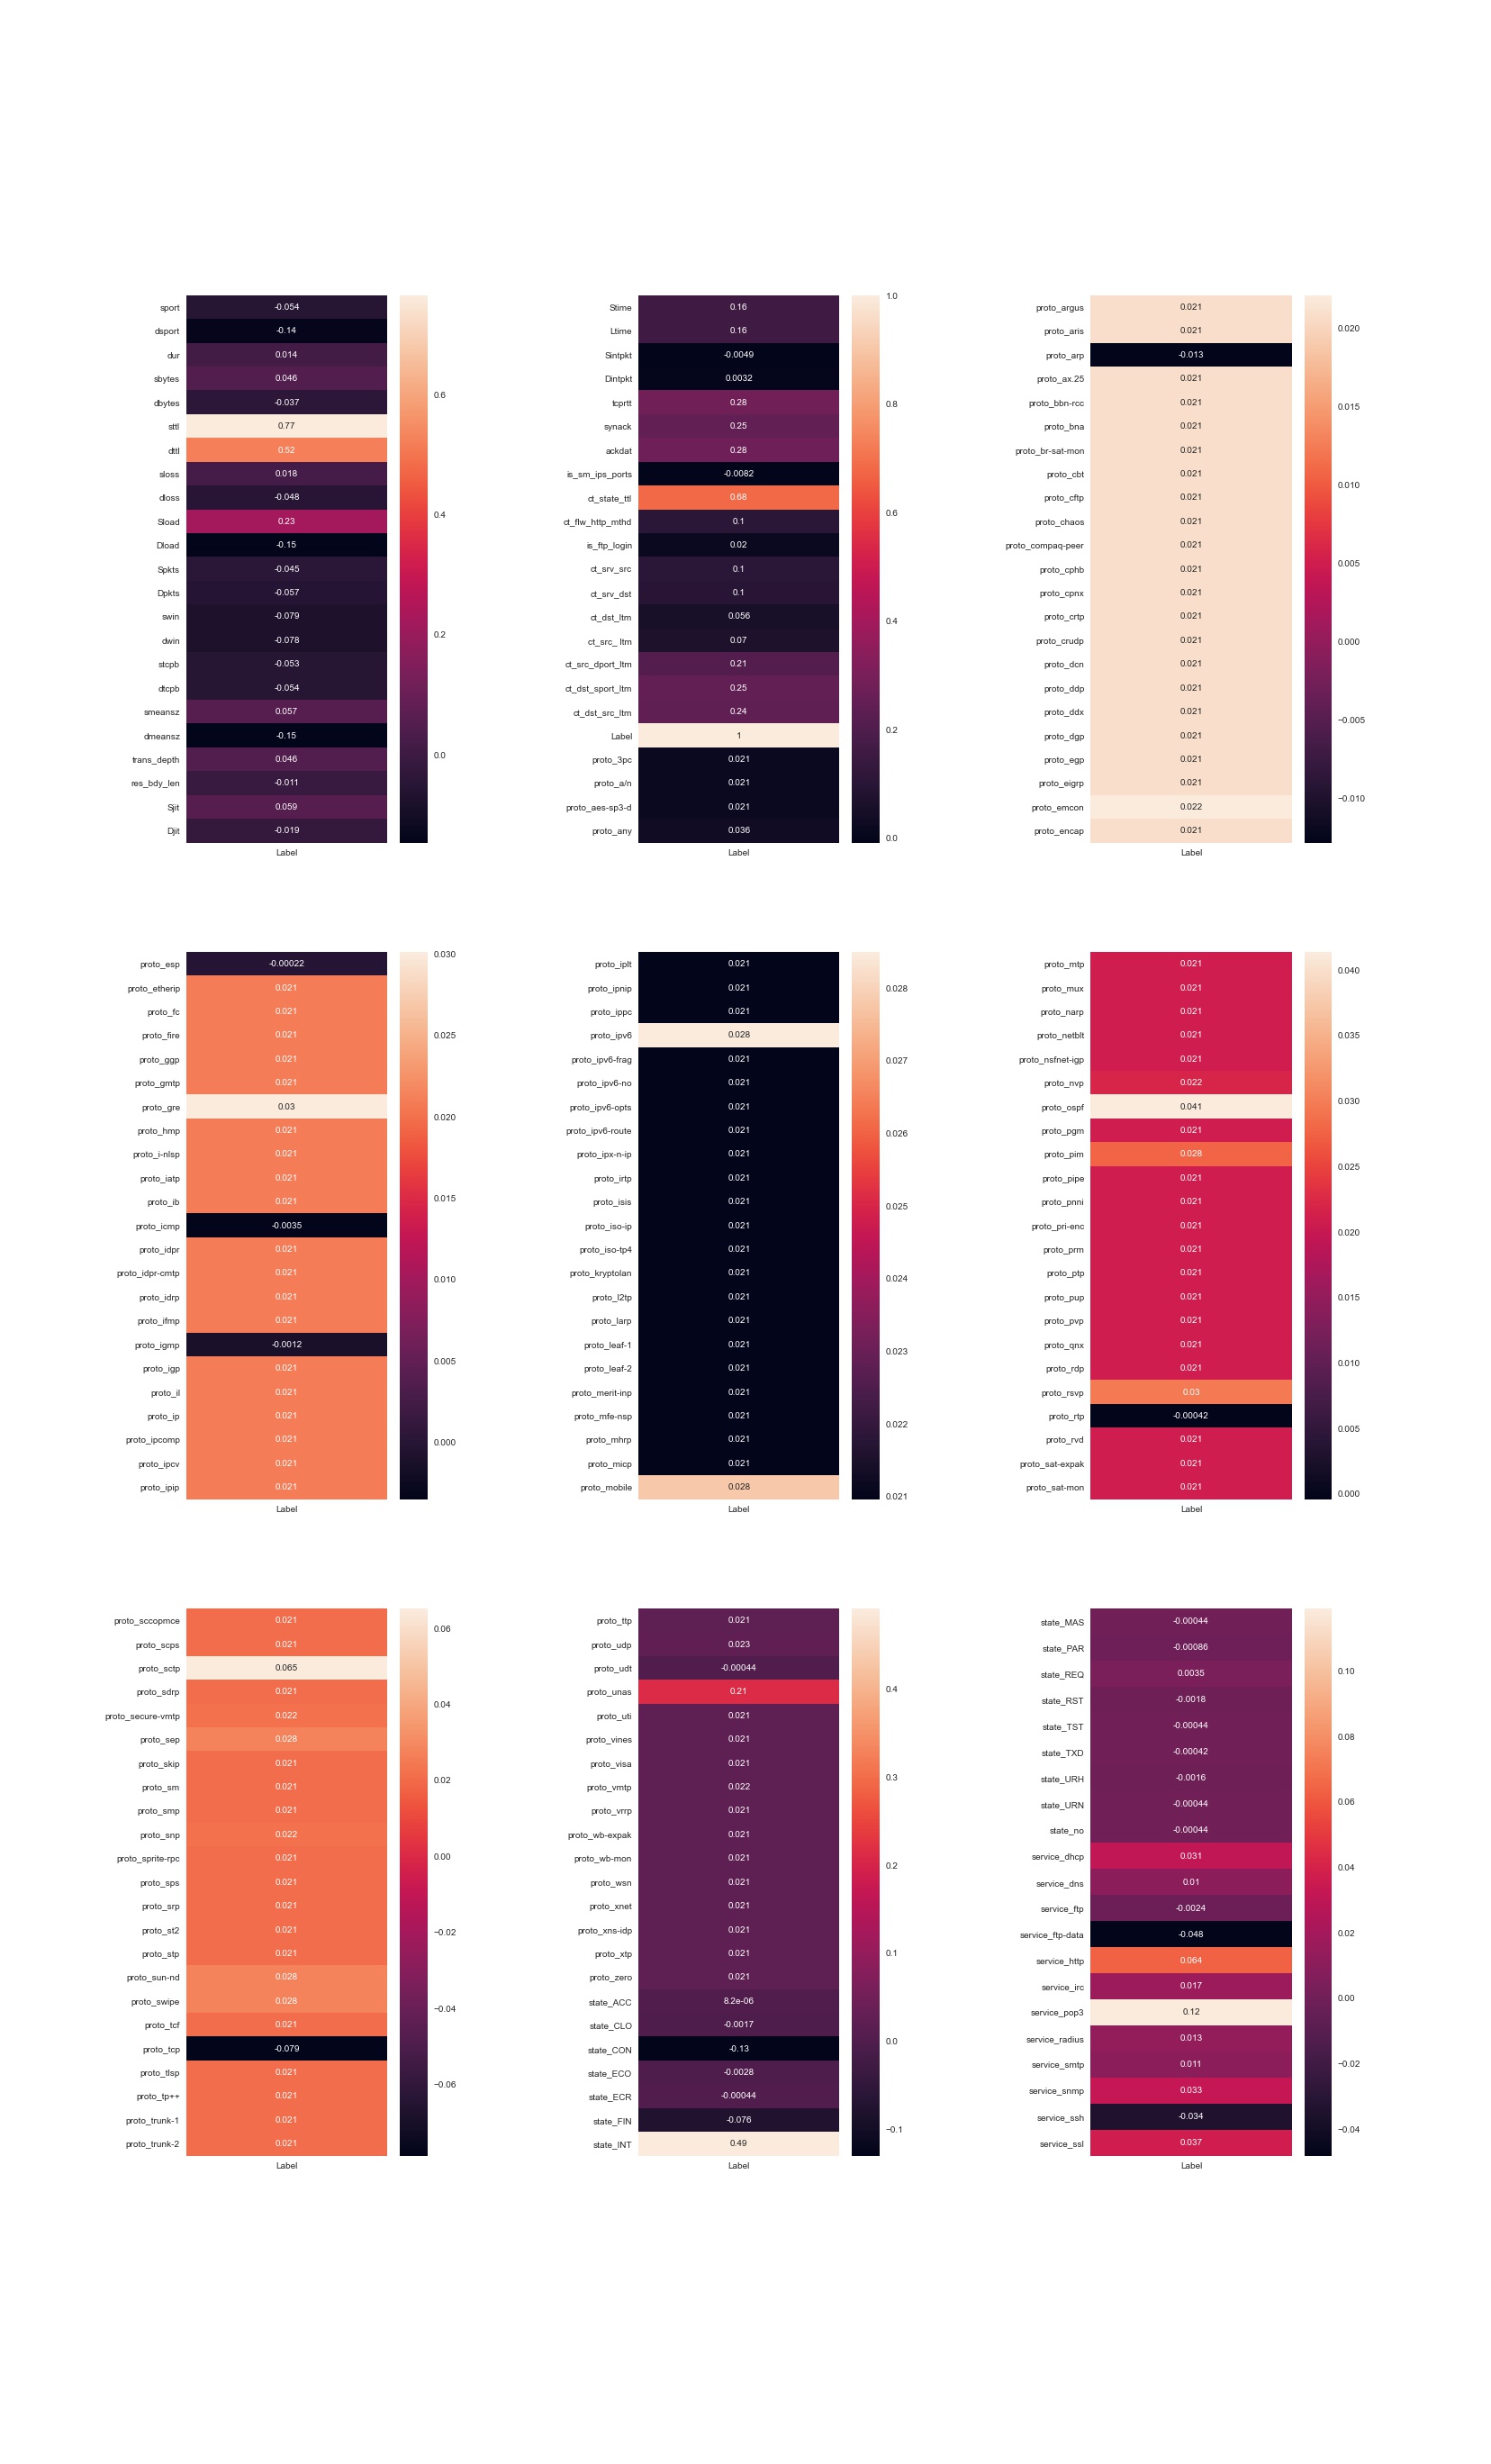 sport -0.054
dsport -0.14
dur 0.014
sbytes 0.046
dbytes -0.037
sttl 0.77
dttl 0.52
sloss 0.018
dloss -0.048
Sload 0.23
Dload -0.15
Spkts -0.045
Dpkts -0.057
swin -0.079
dwin -0.078
stcpb -0.053
dtcpb -0.054
smeansz 0.057
dmeansz -0.15
trans_depth 0.046
res_bdy_len -0.011
Sjit 0.059
Djit -0.019
Label
0.6
0.4
0.2
0.0
Stime 0.16
Ltime 0.16
Sintpkt -0.0049
Dintpkt 0.0032
tcprtt 0.28
synack 0.25
ackdat 0.28
is_sm_ips_ports -0.0082
ct_state_ttl 0.68
ct_flw_http_mthd 0.1
is_ftp_login 0.02
ct_srv_src 0.1
ct_srv_dst 0.1
ct_dst_ltm 0.056
ct_src_ ltm 0.07
ct_src_dport_ltm 0.21
ct_dst_sport_ltm 0.25
ct_dst_src_ltm 0.24
Label 1
proto_3pc 0.021
proto_a/n 0.021
proto_aes-sp3-d 0.021
proto_any 0.036
Label
1.0
0.8
0.6
0.4
0.2
0.0
proto_argus 0.021
proto_aris 0.021
proto_arp -0.013
proto_ax.25 0.021
proto_bbn-rcc 0.021
proto_bna 0.021
proto_br-sat-mon 0.021
proto_cbt 0.021
proto_cftp 0.021
proto_chaos 0.021
proto_compaq-peer 0.021
proto_cphb 0.021
proto_cpnx 0.021
proto_crtp 0.021
proto_crudp 0.021
proto_dcn 0.021
proto_ddp 0.021
proto_ddx 0.021
proto_dgp 0.021
proto_egp 0.021
proto_eigrp 0.021
proto_emcon 0.022
proto_encap 0.021
Label
0.020
0.015
0.010
0.005
0.000
−0.005
−0.010
proto_esp -0.00022
proto_etherip 0.021
proto_fc 0.021
proto_fire 0.021
proto_ggp 0.021
proto_gmtp 0.021
proto_gre 0.03
proto_hmp 0.021
proto_i-nlsp 0.021
proto_iatp 0.021
proto_ib 0.021
proto_icmp -0.0035
proto_idpr 0.021
proto_idpr-cmtp 0.021
proto_idrp 0.021
proto_ifmp 0.021
proto_igmp -0.0012
proto_igp 0.021
proto_il 0.021
proto_ip 0.021
proto_ipcomp 0.021
proto_ipcv 0.021
proto_ipip 0.021
Label
0.030
0.025
0.020
0.015
0.010
0.005
0.000
proto_iplt 0.021
proto_ipnip 0.021
proto_ippc 0.021
proto_ipv6 0.028
proto_ipv6-frag 0.021
proto_ipv6-no 0.021
proto_ipv6-opts 0.021
proto_ipv6-route 0.021
proto_ipx-n-ip 0.021
proto_irtp 0.021
proto_isis 0.021
proto_iso-ip 0.021
proto_iso-tp4 0.021
proto_kryptolan 0.021
proto_l2tp 0.021
proto_larp 0.021
proto_leaf-1 0.021
proto_leaf-2 0.021
proto_merit-inp 0.021
proto_mfe-nsp 0.021
proto_mhrp 0.021
proto_micp 0.021
proto_mobile 0.028
Label
0.028
0.027
0.026
0.025
0.024
0.023
0.022
0.021
proto_mtp 0.021
proto_mux 0.021
proto_narp 0.021
proto_netblt 0.021
proto_nsfnet-igp 0.021
proto_nvp 0.022
proto_ospf 0.041
proto_pgm 0.021
proto_pim 0.028
proto_pipe 0.021
proto_pnni 0.021
proto_pri-enc 0.021
proto_prm 0.021
proto_ptp 0.021
proto_pup 0.021
proto_pvp 0.021
proto_qnx 0.021
proto_rdp 0.021
proto_rsvp 0.03
proto_rtp -0.00042
proto_rvd 0.021
proto_sat-expak 0.021
proto_sat-mon 0.021
Label
0.040
0.035
0.030
0.025
0.020
0.015
0.010
0.005
0.000
proto_sccopmce 0.021
proto_scps 0.021
proto_sctp 0.065
proto_sdrp 0.021
proto_secure-vmtp 0.022
proto_sep 0.028
proto_skip 0.021
proto_sm 0.021
proto_smp 0.021
proto_snp 0.022
proto_sprite-rpc 0.021
proto_sps 0.021
proto_srp 0.021
proto_st2 0.021
proto_stp 0.021
proto_sun-nd 0.028
proto_swipe 0.028
proto_tcf 0.021
proto_tcp -0.079
proto_tlsp 0.021
proto_tp++ 0.021
proto_trunk-1 0.021
proto_trunk-2 0.021
Label
0.06
0.04
0.02
0.00
−0.02
−0.04
−0.06
proto_ttp 0.021
proto_udp 0.023
proto_udt -0.00044
proto_unas 0.21
proto_uti 0.021
proto_vines 0.021
proto_visa 0.021
proto_vmtp 0.022
proto_vrrp 0.021
proto_wb-expak 0.021
proto_wb-mon 0.021
proto_wsn 0.021
proto_xnet 0.021
proto_xns-idp 0.021
proto_xtp 0.021
proto_zero 0.021
state_ACC 8.2e-06
state_CLO -0.0017
state_CON -0.13
state_ECO -0.0028
state_ECR -0.00044
state_FIN -0.076
state_INT 0.49
Label
0.4
0.3
0.2
0.1
0.0
−0.1
state_MAS -0.00044
state_PAR -0.00086
state_REQ 0.0035
state_RST -0.0018
state_TST -0.00044
state_TXD -0.00042
state_URH -0.0016
state_URN -0.00044
state_no -0.00044
service_dhcp 0.031
service_dns 0.01
service_ftp -0.0024
service_ftp-data -0.048
service_http 0.064
service_irc 0.017
service_pop3 0.12
service_radius 0.013
service_smtp 0.011
service_snmp 0.033
service_ssh -0.034
service_ssl 0.037
Label
0.10
0.08
0.06
0.04
0.02
0.00
−0.02
−0.04